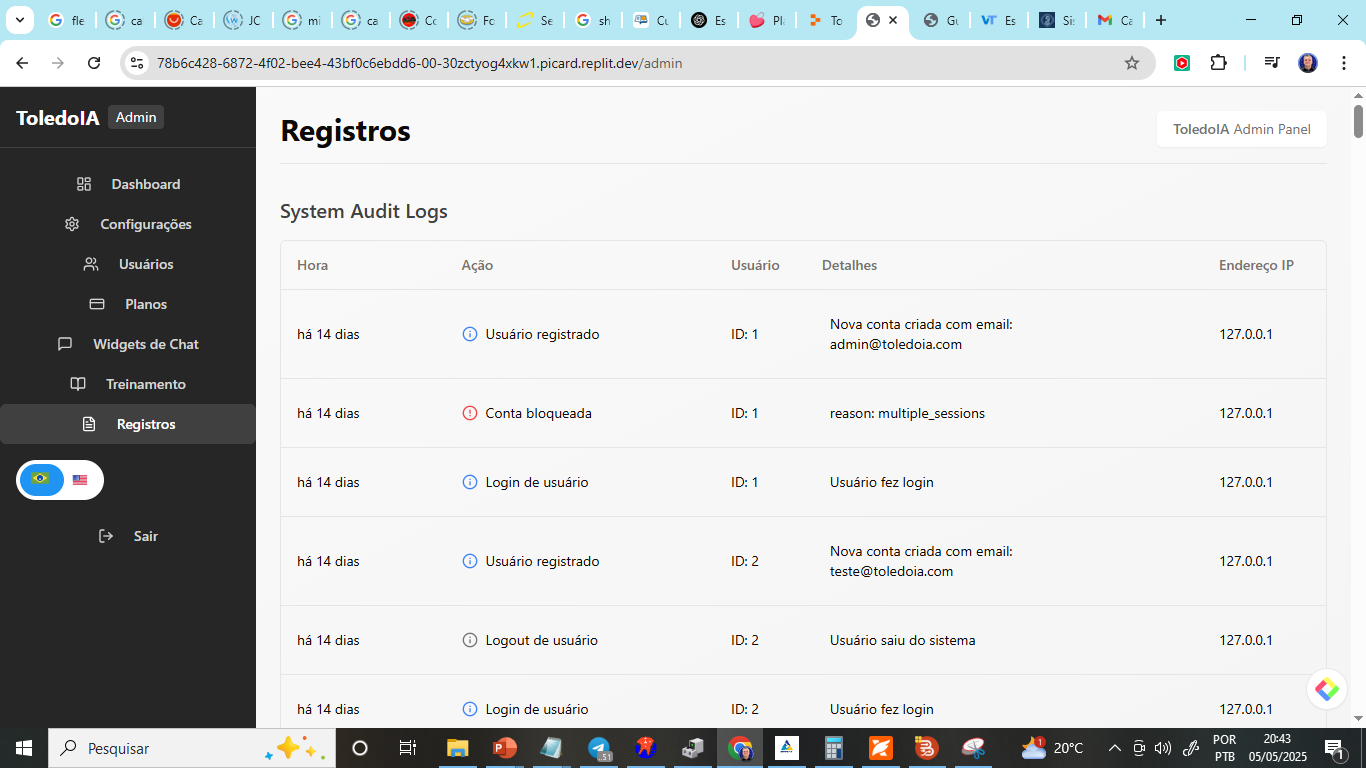 fle
ca
Ca
JC
mi
ca
Co
Fo
Se
sh
Cu
Es
Pl
To
Gu
Es
Sis
Ca
78b6c428-6872-4f02-bee4-43bf0c6ebdd6-00-30zctyog4xkw1.picard.replit.dev/admin
ToledoIA Admin
Dashboard
Configurações
Usuários
Planos
Widgets de Chat
Treinamento
Registros
Sair
Registros
ToledoIA Admin Panel
System Audit Logs
Hora Ação Usuário Detalhes Endereço IP
há 14 dias Usuário registrado ID: 1 Nova conta criada com email:
admin@toledoia.com 127.0.0.1
há 14 dias Conta bloqueada ID: 1 reason: multiple_sessions 127.0.0.1
há 14 dias Login de usuário ID: 1 Usuário fez login 127.0.0.1
há 14 dias Usuário registrado ID: 2 Nova conta criada com email:
teste@toledoia.com 127.0.0.1
há 14 dias Logout de usuário ID: 2 Usuário saiu do sistema 127.0.0.1
há 14 dias Login de usuário ID: 2 Usuário fez login 127.0.0.1
Pesquisar
51
1
20°C
POR
PTB
20:43
05/05/2025
1